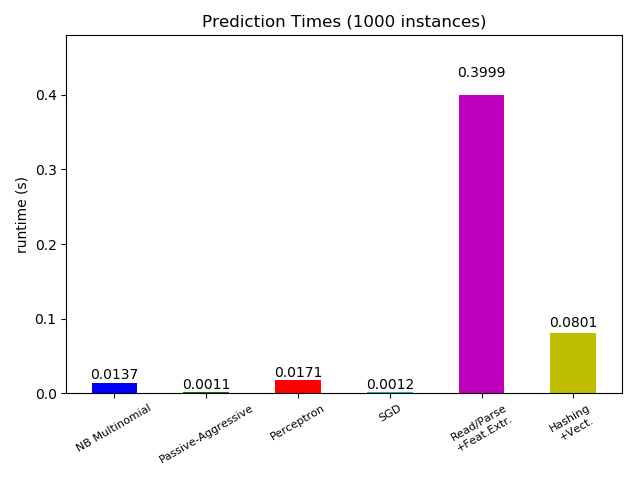 Prediction Times (1000 instances)
0.3999
0.4
0.3
runtime (s)
0.2
0.1
0.0801
0.0171
0.0137
0.0011
0.0012
0.0
NB Multinomial
Passive-Aggressive
Perceptron
SGD
Read/Parse
+Feat.Extr.
Hashing
+Vect.